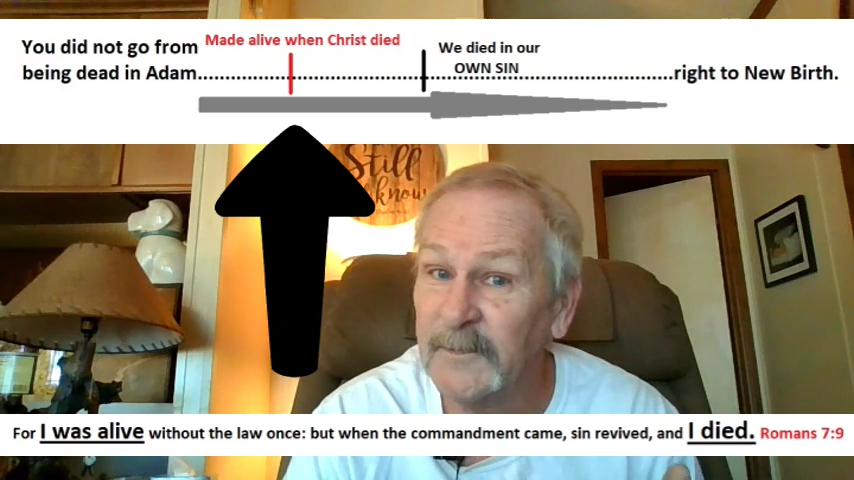 You did not go from Made alive when Christ died
We died in our
OWN SIN
being dead in Adam....................................................................................right to New Birth.
Still
know
For I was alive without the law once: but when the commandment came, sin revived, and I died. Romans 7:9